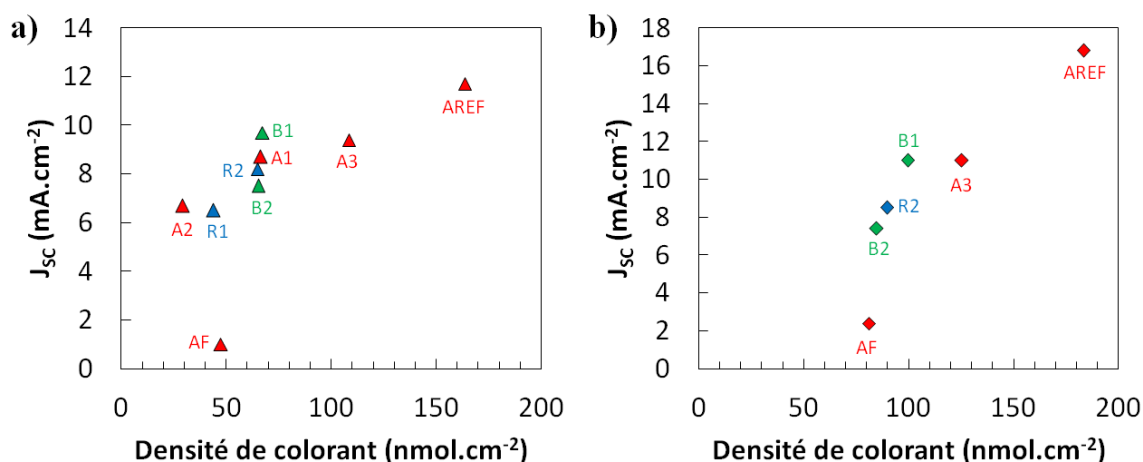 a)
J_SC (mA.cm⁻²)
14
12
10
8
6
4
2
0
AREF
B1
A1
A3
R2
B2
A2
R1
AF
0 50 100 150 200
Densité de colorant (nmol.cm⁻²)
b)
J_SC (mA.cm⁻²)
18
16
14
12
10
8
6
4
2
0
AREF
B1
A3
R2
B2
AF
0 50 100 150 200
Densité de colorant (nmol.cm⁻²)